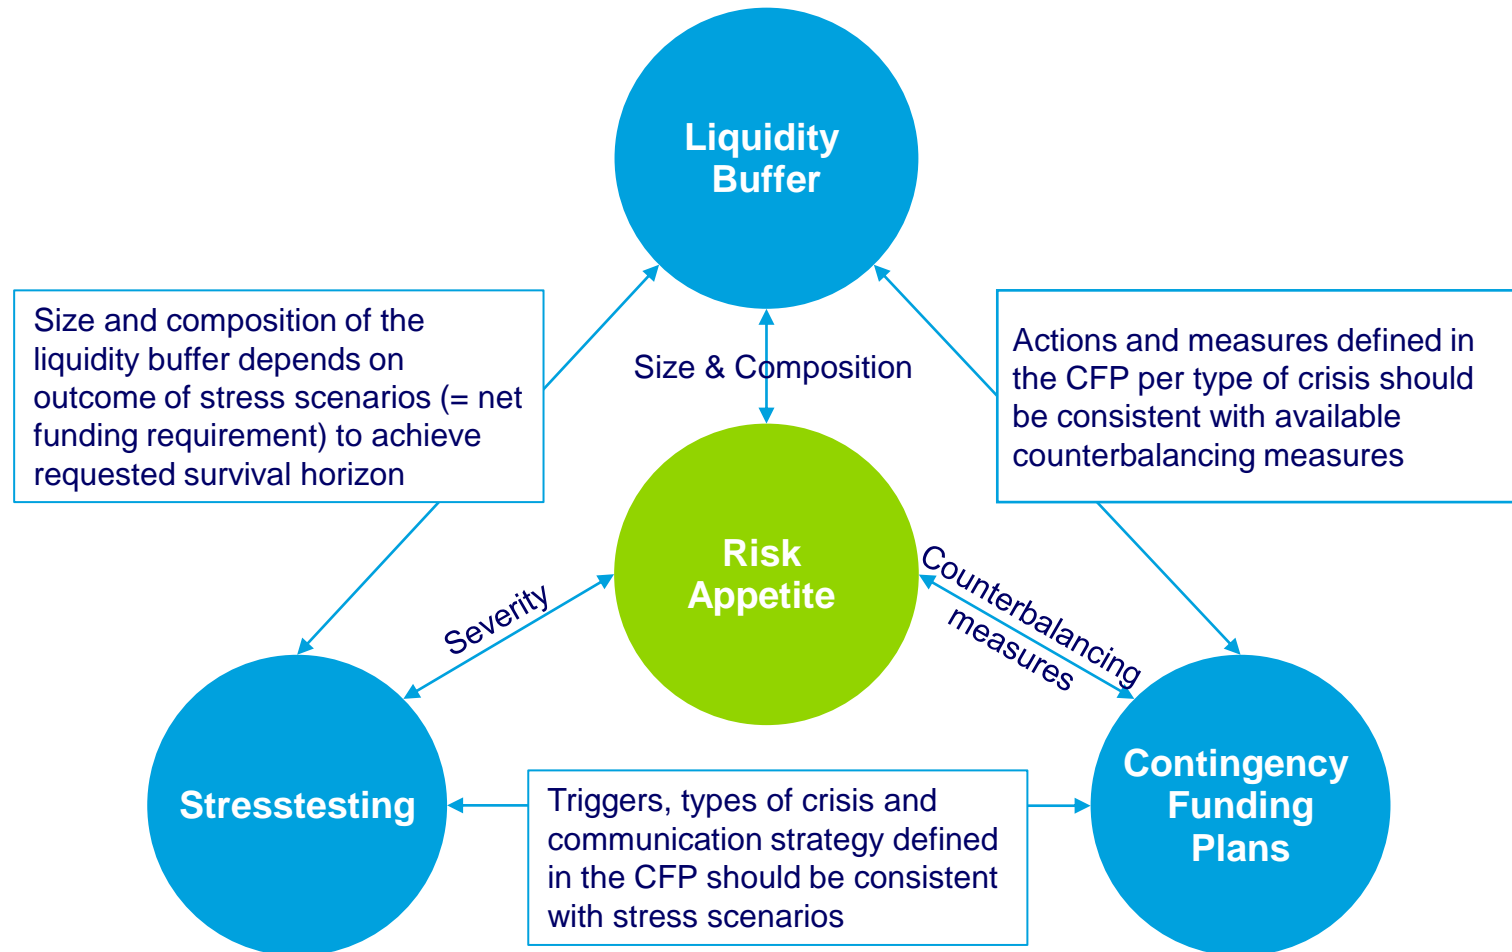 Liquidity
Buffer
Size and composition of the
liquidity buffer depends on
outcome of stress scenarios (= net
funding requirement) to achieve
requested survival horizon
Size & Composition
Actions and measures defined in
the CFP per type of crisis should
be consistent with available
counterbalancing measures
Risk
Appetite
Severity
Counterbalancing
measures
Stresstesting
Triggers, types of crisis and
communication strategy defined
in the CFP should be consistent
with stress scenarios
Contingency
Funding
Plans